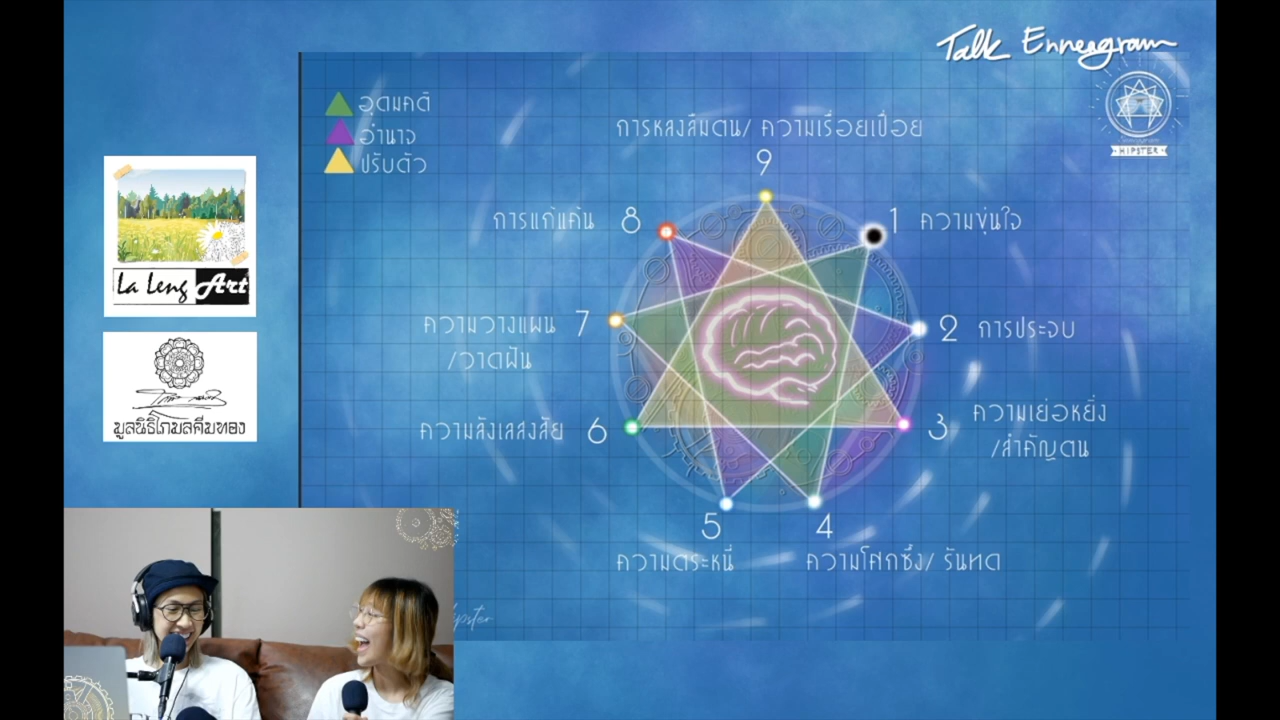 Talk Enneagram
HIPSTER
อุดมคติ
อำนาจ
ปรับตัว
การหลงลืมตน/ ความเรื่อยเปื่อย
9
การแก้แค้น 8
1 ความขุ่นใจ
ความวางแผน 7
/วาดฝัน
2 การประจบ
ความลังเลสงสัย 6
3 ความเย่อหยิ่ง
/สำคัญตน
5
ความตระหนี่
4
ความโศกซึ้ง/ รันทด
La Leng Art
มูลนิธิโกมลคีมทอง